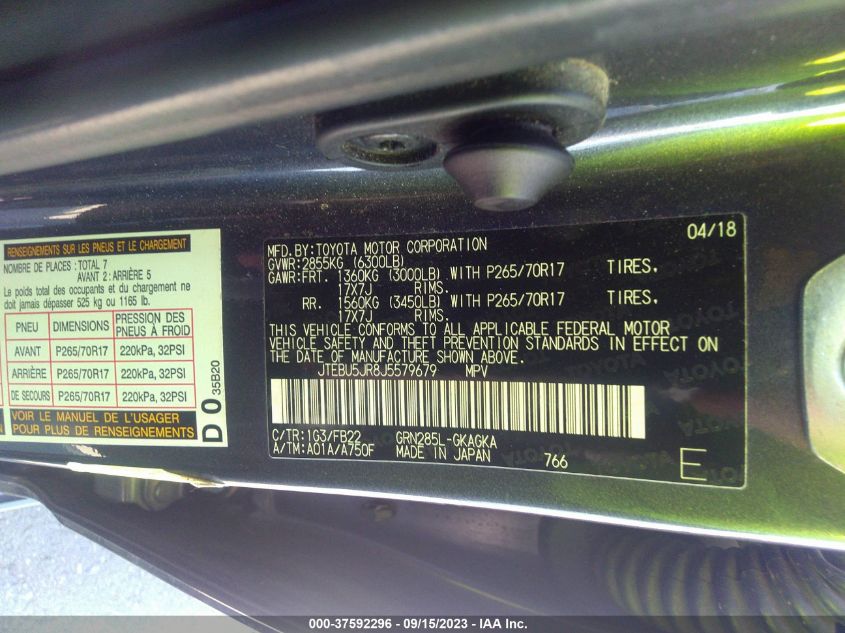 RENSEIGNEMENTS SUR LES PNEUS ET LE CHARGEMENT
NOMBRE DE PLACES: TOTAL 7
AVANT 2: ARRIÈRE 5
Le poids total des occupants et du chargement ne
doit jamais dépasser 525 kg ou 1165 lb.
PNEU DIMENSIONS PRESSION DES PNEUS À FROID
AVANT P265/70R17 220kPa, 32PSI
ARRIÈRE P265/70R17 220kPa, 32PSI
DE SECOURS P265/70R17 220kPa, 32PSI
VOIR LE MANUEL DE L'USAGER
POUR PLUS DE RENSEIGNEMENTS
D 0 35B20
04/18
MFD.BY:TOYOTA MOTOR CORPORATION
GVWR:2855KG (6300LB)
GAWR:FRT. 1360KG (3000LB) WITH P265/70R17 TIRES.
17X7J RIMS.
RR. 1560KG (3450LB) WITH P265/70R17 TIRES.
17X7J RIMS.
THIS VEHICLE CONFORMS TO ALL APPLICABLE FEDERAL MOTOR
VEHICLE SAFETY AND THEFT PREVENTION STANDARDS IN EFFECT ON
THE DATE OF MANUFACTURE SHOWN ABOVE.
JTEBU5JR8J5579679 MPV
C/TR:1G3/FB22 GRN285L-GKAGKA
A/TM:A01A/A750F MADE IN JAPAN 766 E
000-37592296 - 09/15/2023 - IAA Inc.